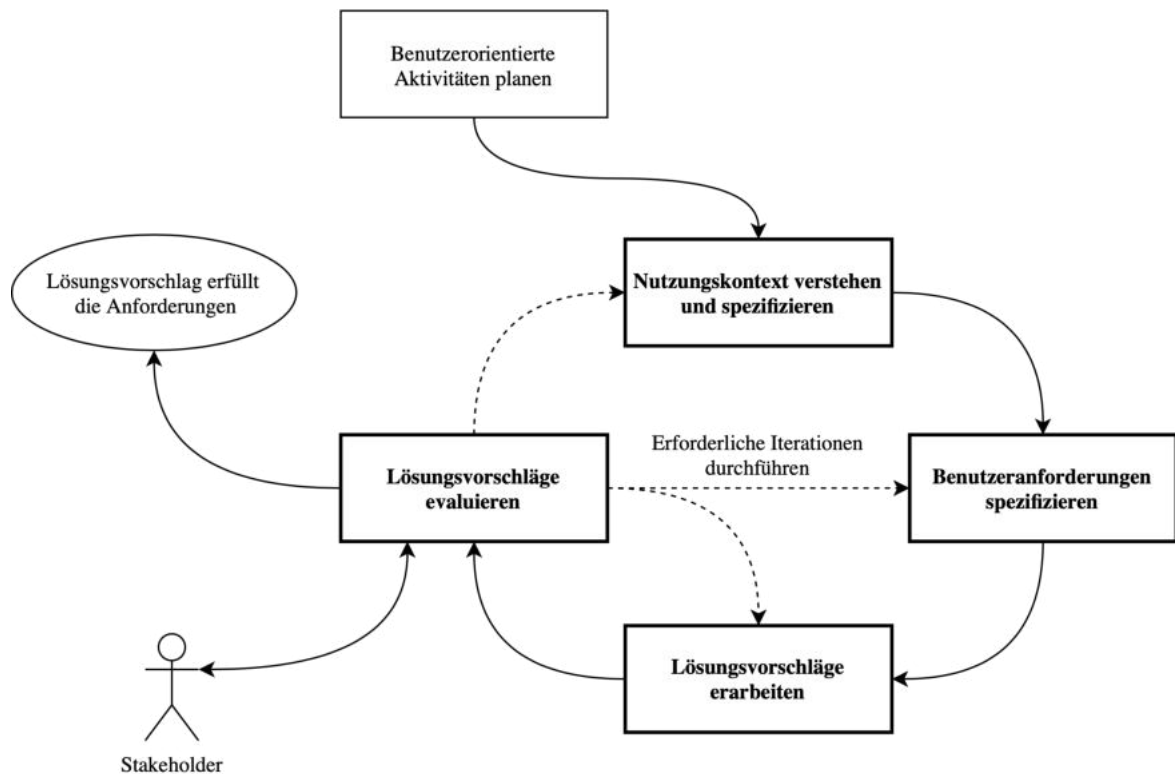 Benutzerorientierte
Aktivitäten planen
Nutzungskontext verstehen
und spezifizieren
Lösungsvorschlag erfüllt
die Anforderungen
Erforderliche Iterationen
durchführen
Lösungsvorschläge
evaluieren
Benutzeranforderungen
spezifizieren
Lösungsvorschläge
erarbeiten
Stakeholder